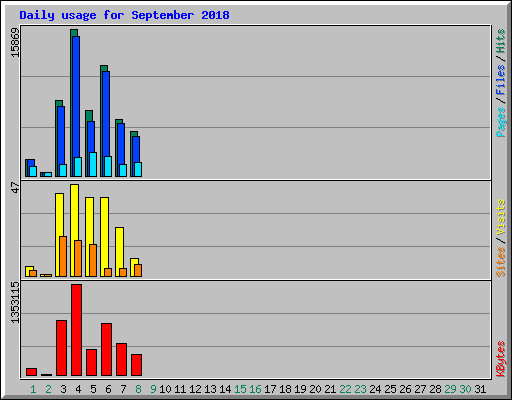 Daily usage for September 2018
15869
Pages / Files / Hits
47
Sites / Visits
1353115
KBytes
1 2 3 4 5 6 7 8 9 10 11 12 13 14 15 16 17 18 19 20 21 22 23 24 25 26 27 28 29 30 31